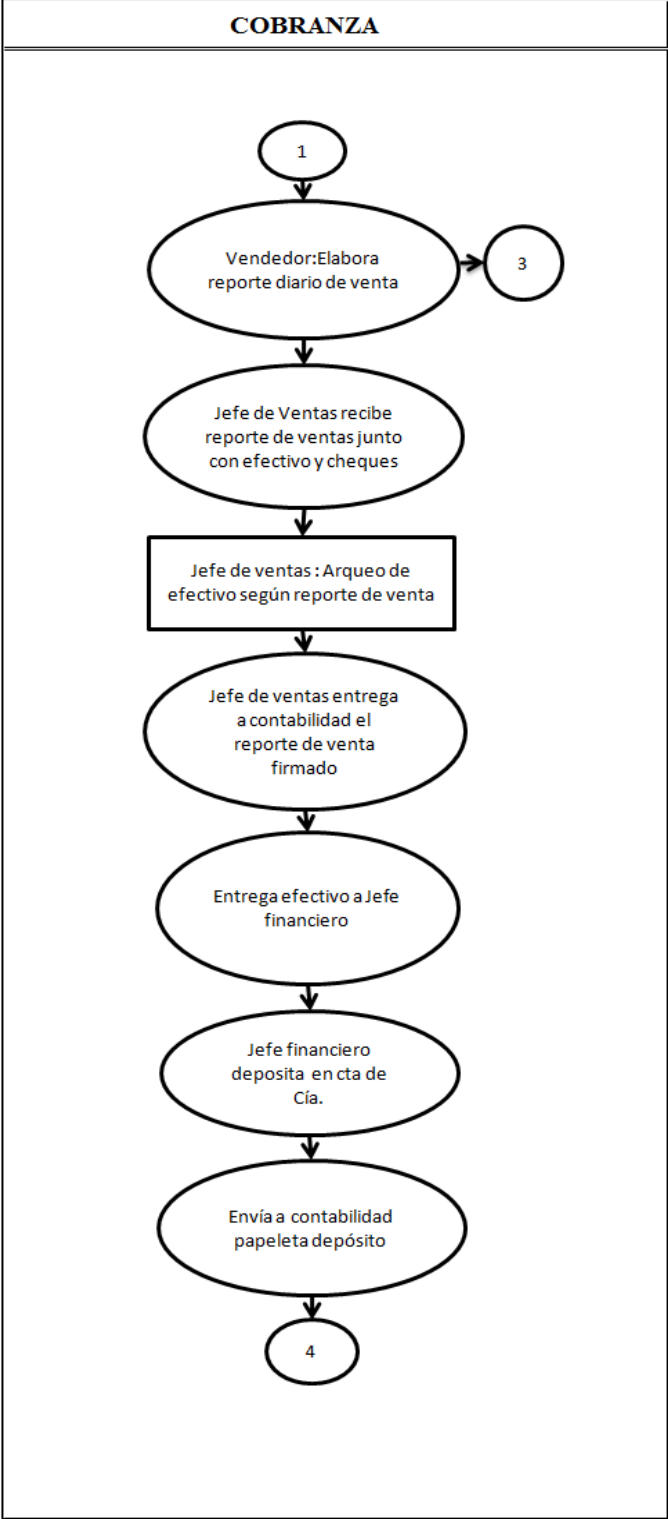 COBRANZA
1
Vendedor:Elabora
reporte diario de venta
3
Jefe de Ventas recibe
reporte de ventas junto
con efectivo y cheques
Jefe de ventas : Arqueo de
efectivo según reporte de venta
Jefe de ventas entrega
a contabilidad el
reporte de venta
firmado
Entrega efectivo a Jefe
financiero
Jefe financiero
deposita en cta de
Cía.
Envía a contabilidad
papeleta depósito
4